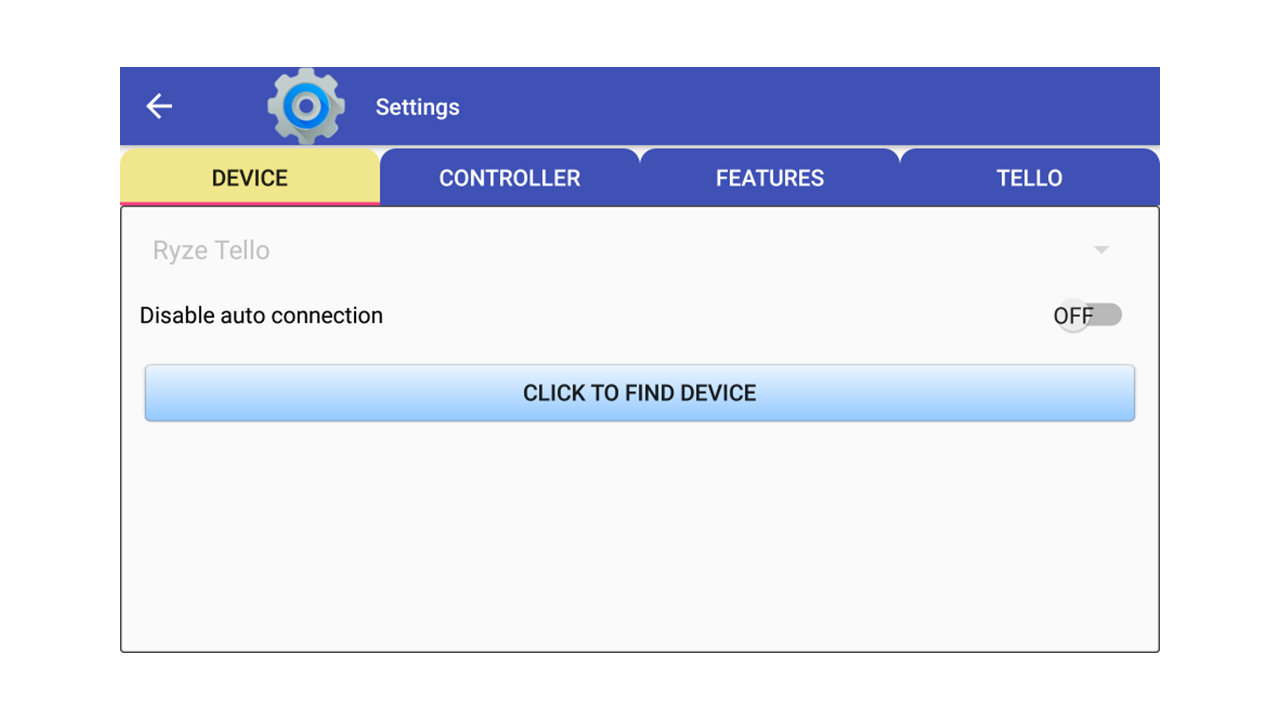 Settings
DEVICE CONTROLLER FEATURES TELLO
Ryze Tello
Disable auto connection OFF
CLICK TO FIND DEVICE